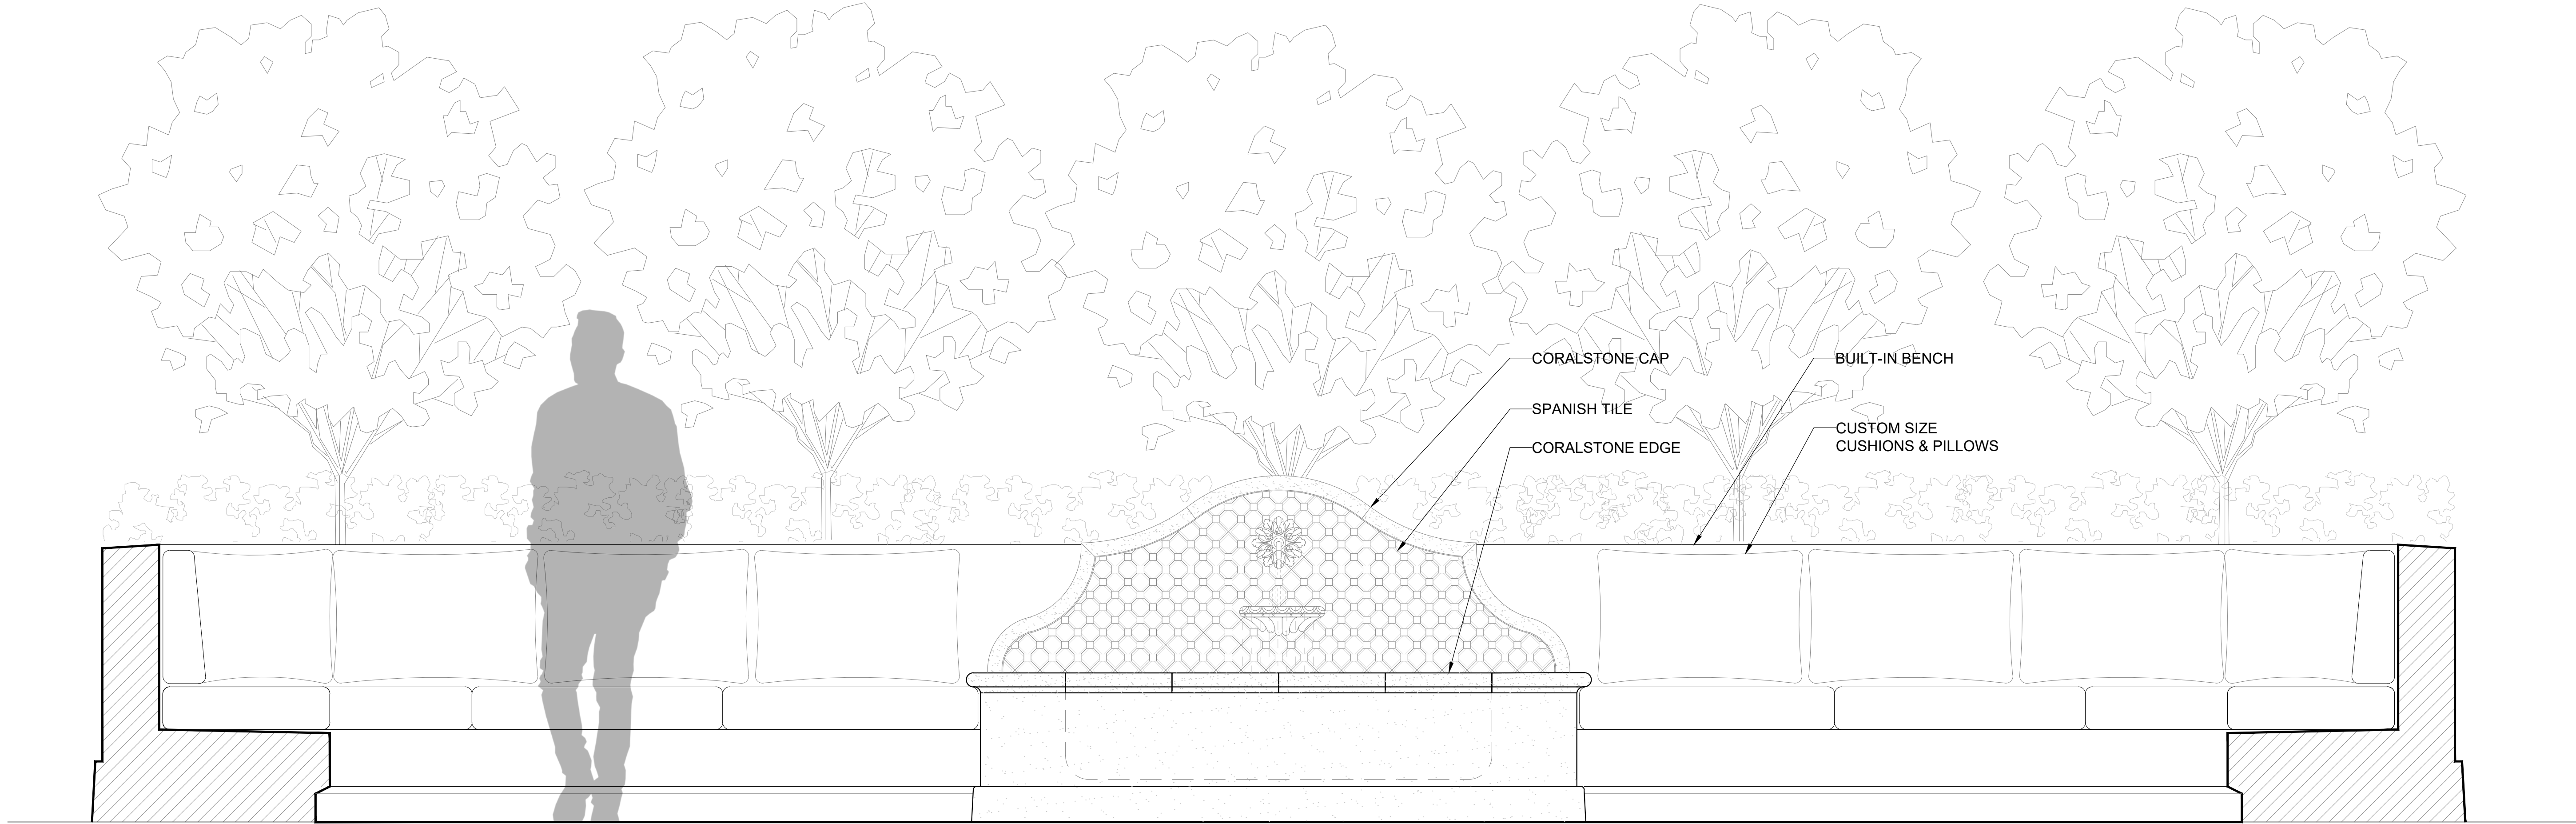 CORALSTONE CAP
SPANISH TILE
CORALSTONE EDGE
BUILT-IN BENCH
CUSTOM SIZE
CUSHIONS & PILLOWS